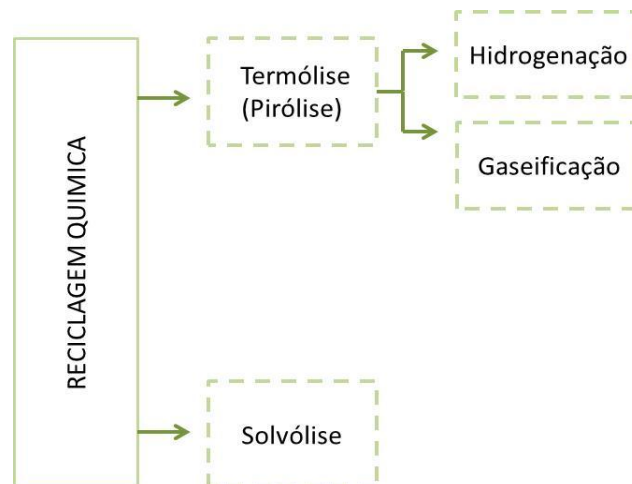 RECICLAGEM QUIMICA
Termólise
(Pirólise)
Hidrogenação
Gaseificação
Solvólise